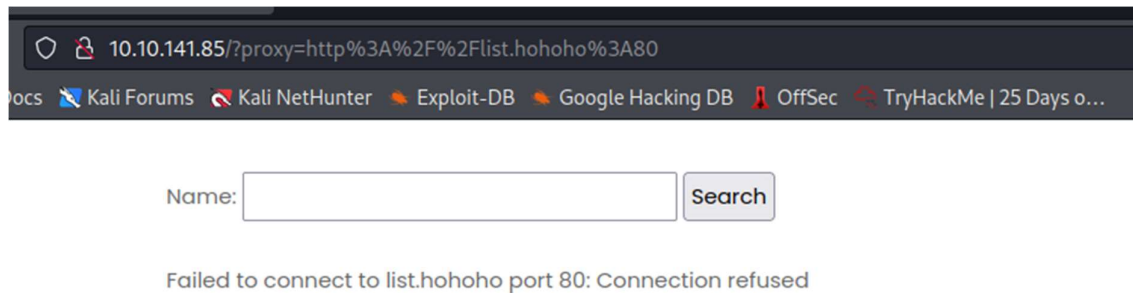 10.10.141.85/?proxy=http%3A%2F%2Flist.hohoho%3A80
Docs Kali Forums Kali NetHunter Exploit-DB Google Hacking DB OffSec TryHackMe | 25 Days o...
Name: Search
Failed to connect to list.hohoho port 80: Connection refused